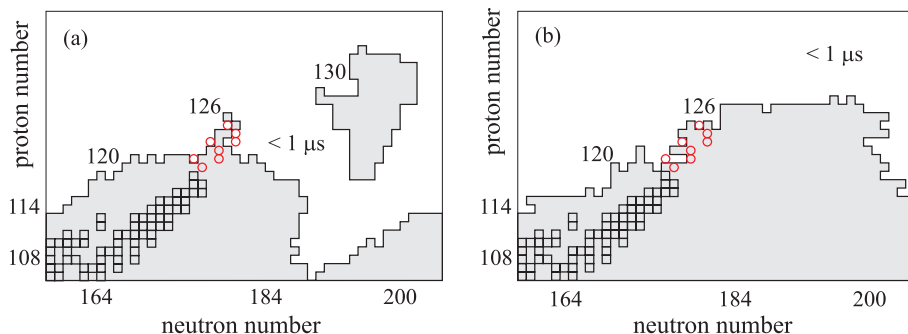 (a)
130
126
120
< 1 μs
114
108
164
184
200
proton number
neutron number
(b)
< 1 μs
126
120
114
108
164
184
200
proton number
neutron number